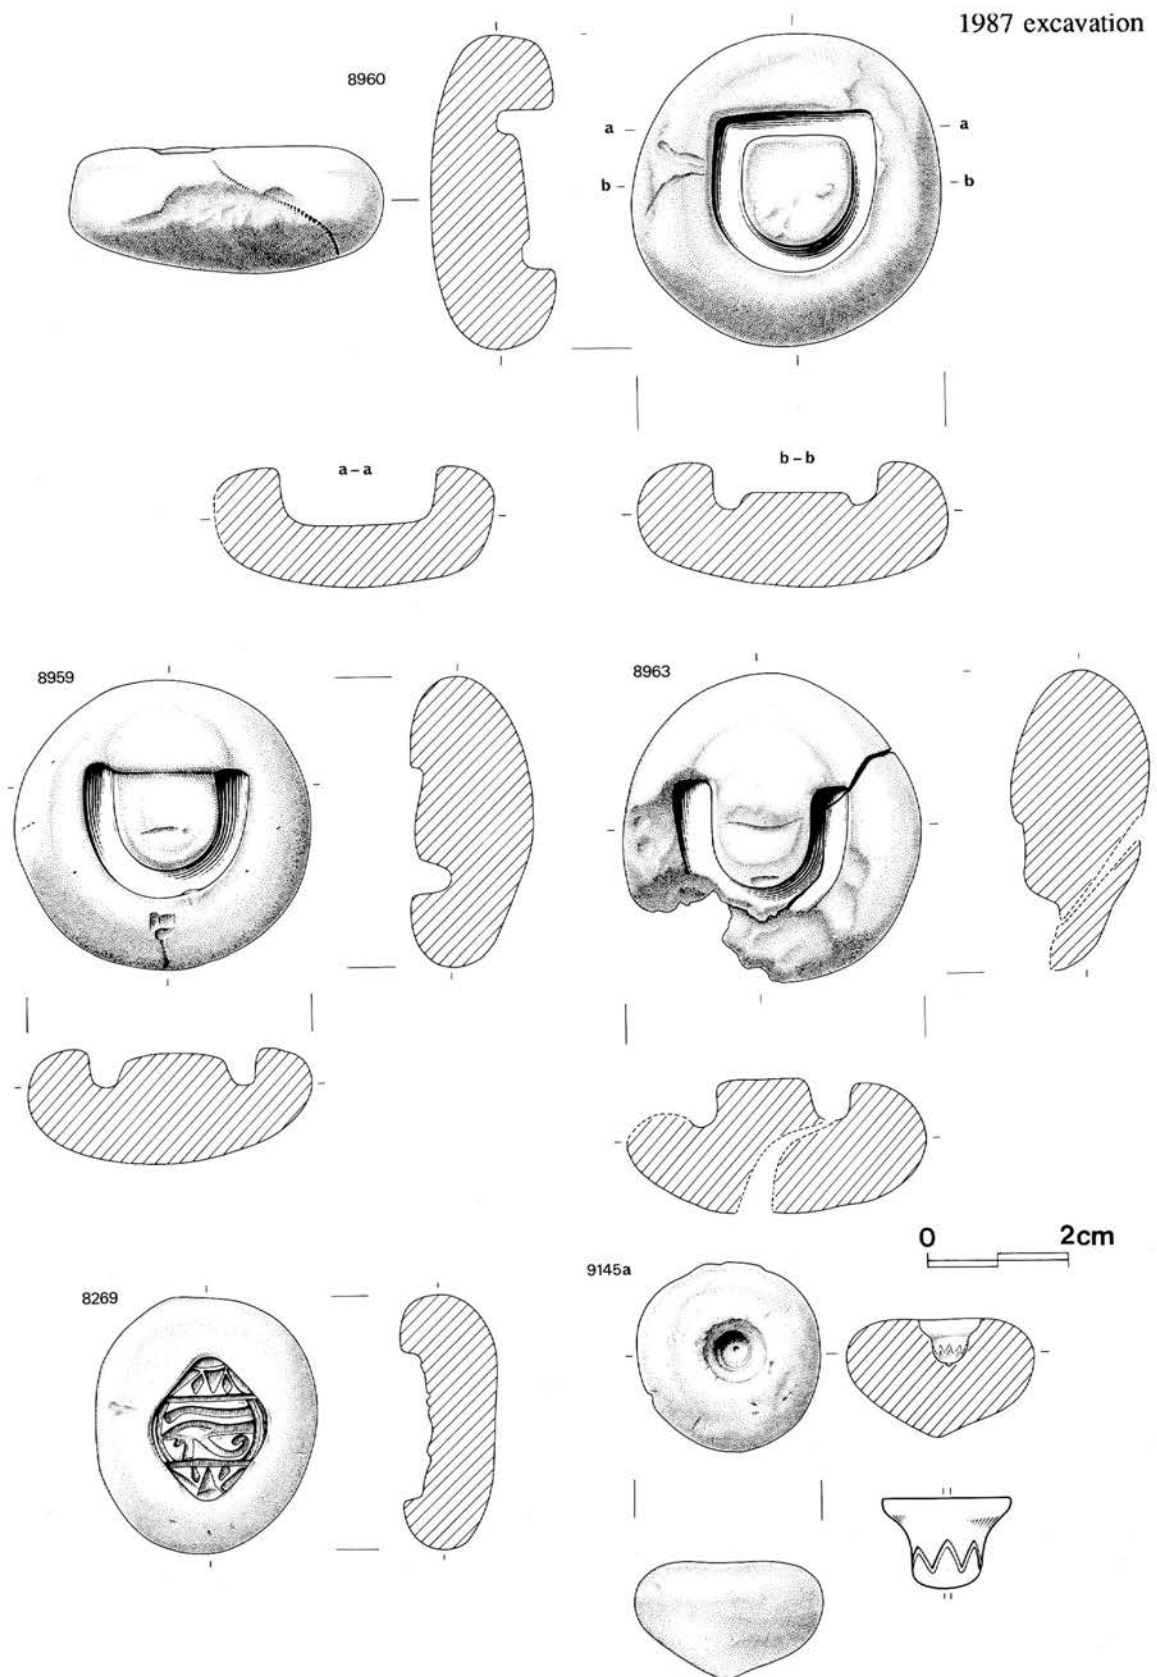 1987 excavation
8960
a a
b b
a–a
b–b
8959
8963
0 2cm
8269
9145a